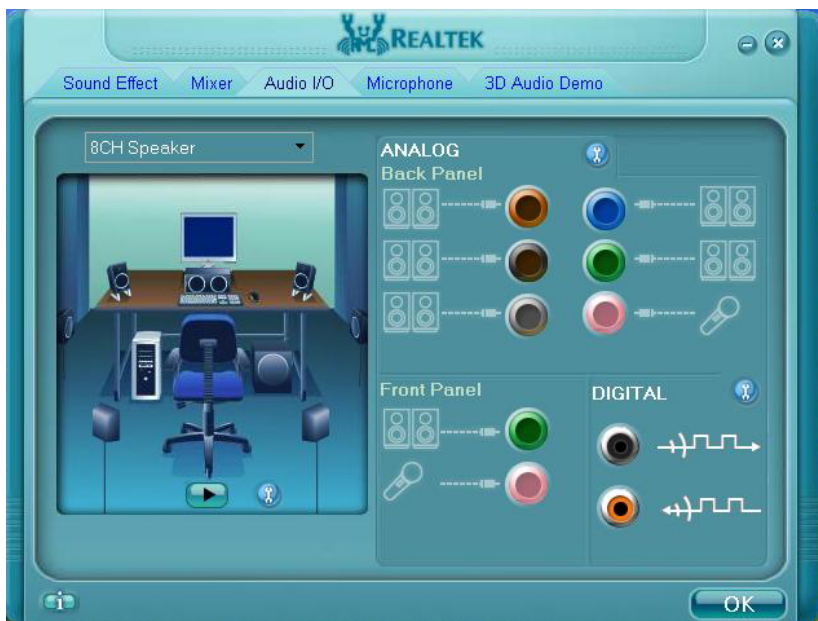 REALTEK
Sound Effect Mixer Audio I/O Microphone 3D Audio Demo
8CH Speaker
ANALOG
Back Panel
Front Panel
DIGITAL
OK